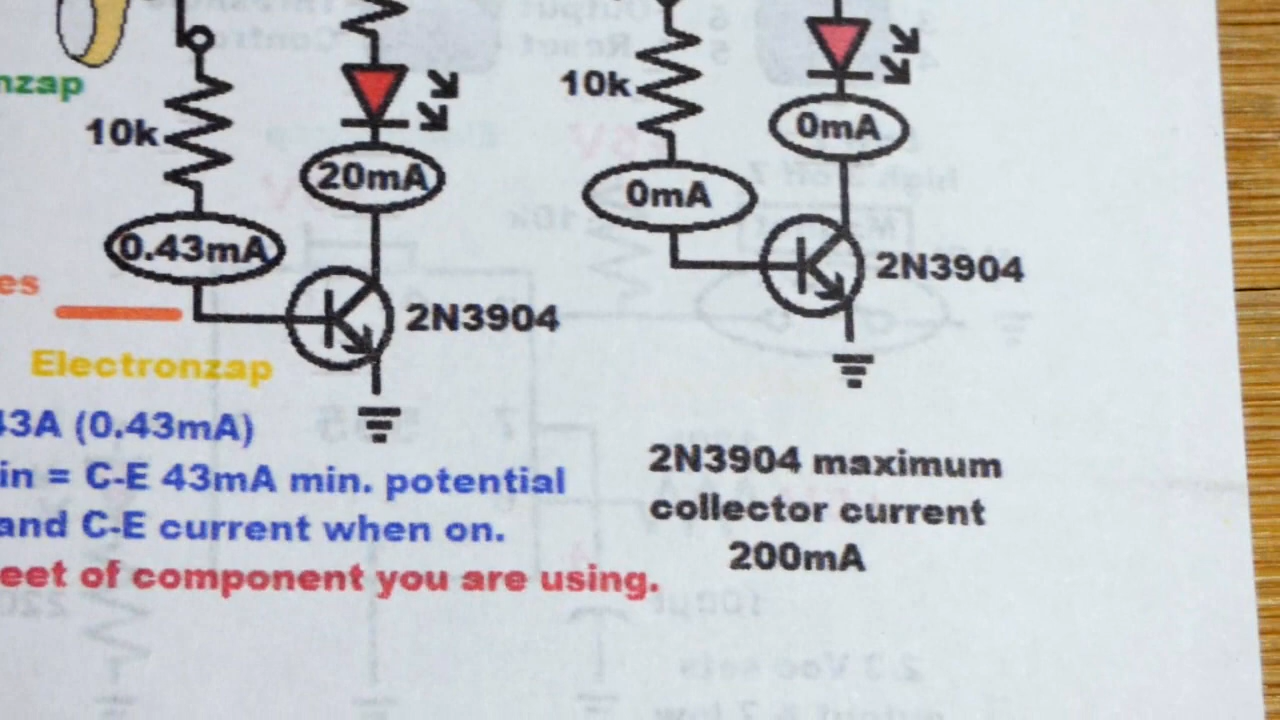 nzap
10k
20mA
0.43mA
2N3904
10k
0mA
0mA
2N3904
es
Electronzap
43A (0.43mA)
in = C-E 43mA min. potential
and C-E current when on.
eet of component you are using.
2N3904 maximum
collector current
200mA